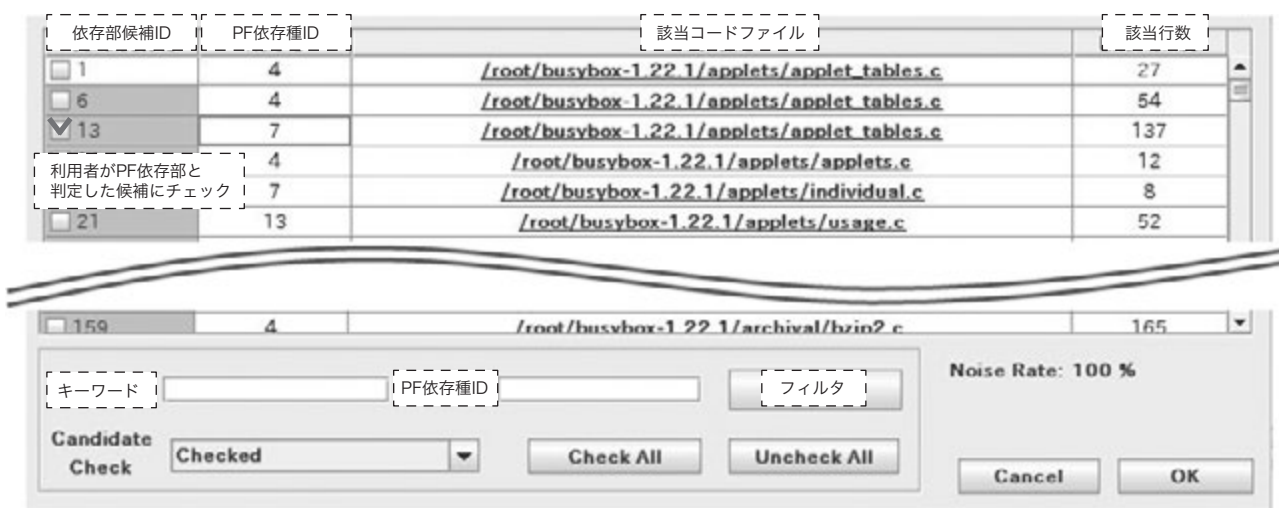 依存部候補ID PF依存種ID 該当コードファイル 該当行数
1 4 /root/busybox-1.22.1/applets/applet_tables.c 27
6 4 /root/busybox-1.22.1/applets/applet_tables.c 54
13 7 /root/busybox-1.22.1/applets/applet_tables.c 137
4 /root/busybox-1.22.1/applets/applets.c 12
利用者がPF依存部と
判定した候補にチェック
7 /root/busybox-1.22.1/applets/individual.c 8
21 13 /root/busybox-1.22.1/applets/usage.c 52
159 4 /root/busybox-1.22.1/archival/bzip2.c 165
キーワード PF依存種ID フィルタ
Noise Rate: 100 %
Candidate
Check
Checked Check All Uncheck All
Cancel OK